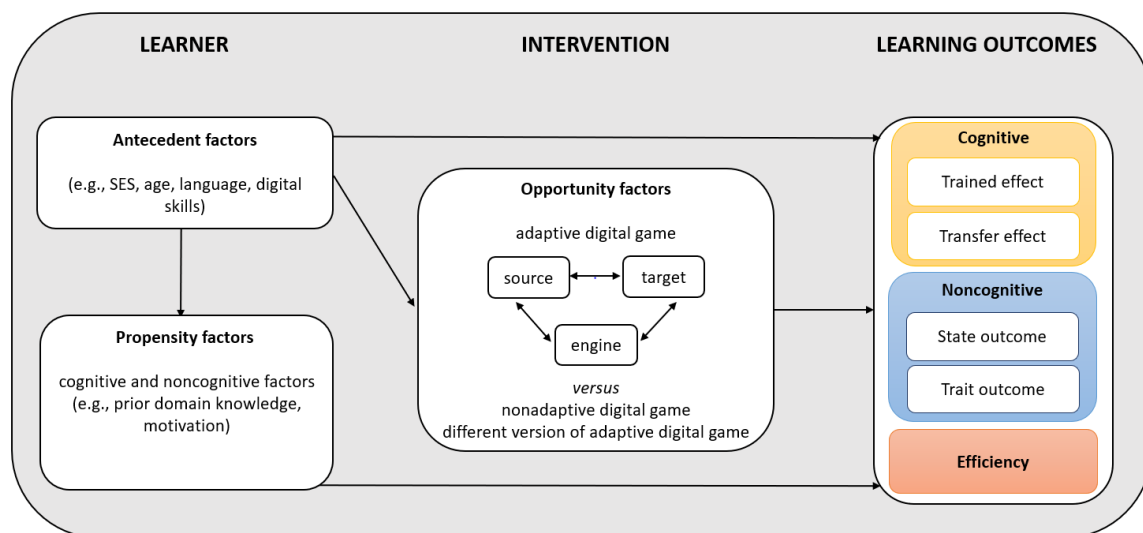 LEARNER
INTERVENTION
LEARNING OUTCOMES
Antecedent factors
(e.g., SES, age, language, digital
skills)
Propensity factors
cognitive and noncognitive factors
(e.g., prior domain knowledge,
motivation)
Opportunity factors
adaptive digital game
source
target
engine
versus
nonadaptive digital game
different version of adaptive digital game
Cognitive
Trained effect
Transfer effect
Noncognitive
State outcome
Trait outcome
Efficiency